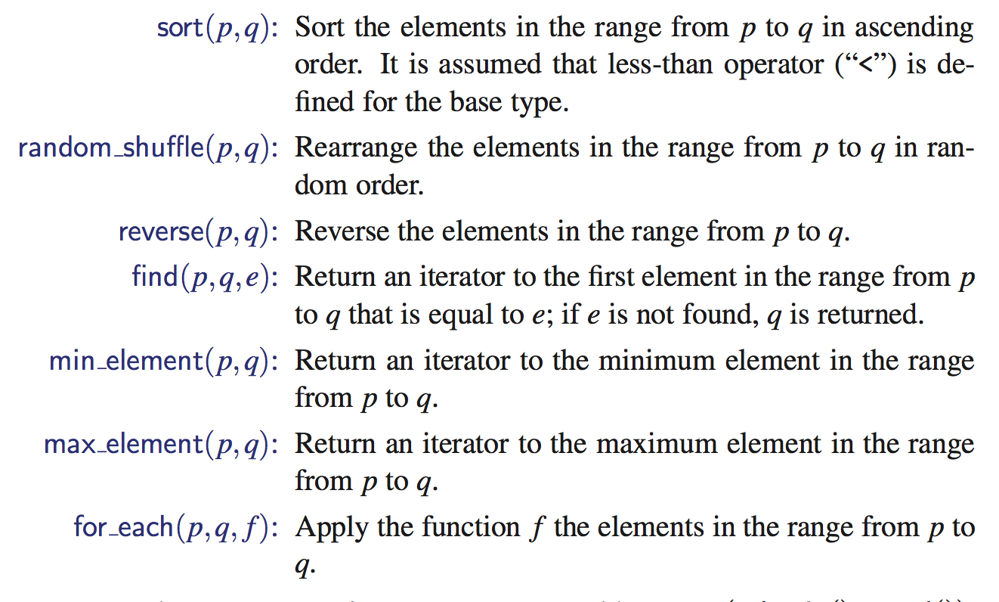 sort(p,q): Sort the elements in the range from p to q in ascending
order. It is assumed that less-than operator (“<”) is de-
fined for the base type.
random_shuffle(p,q): Rearrange the elements in the range from p to q in ran-
dom order.
reverse(p,q): Reverse the elements in the range from p to q.
find(p,q,e): Return an iterator to the first element in the range from p
to q that is equal to e; if e is not found, q is returned.
min_element(p,q): Return an iterator to the minimum element in the range
from p to q.
max_element(p,q): Return an iterator to the maximum element in the range
from p to q.
for_each(p,q,f): Apply the function f the elements in the range from p to
q.